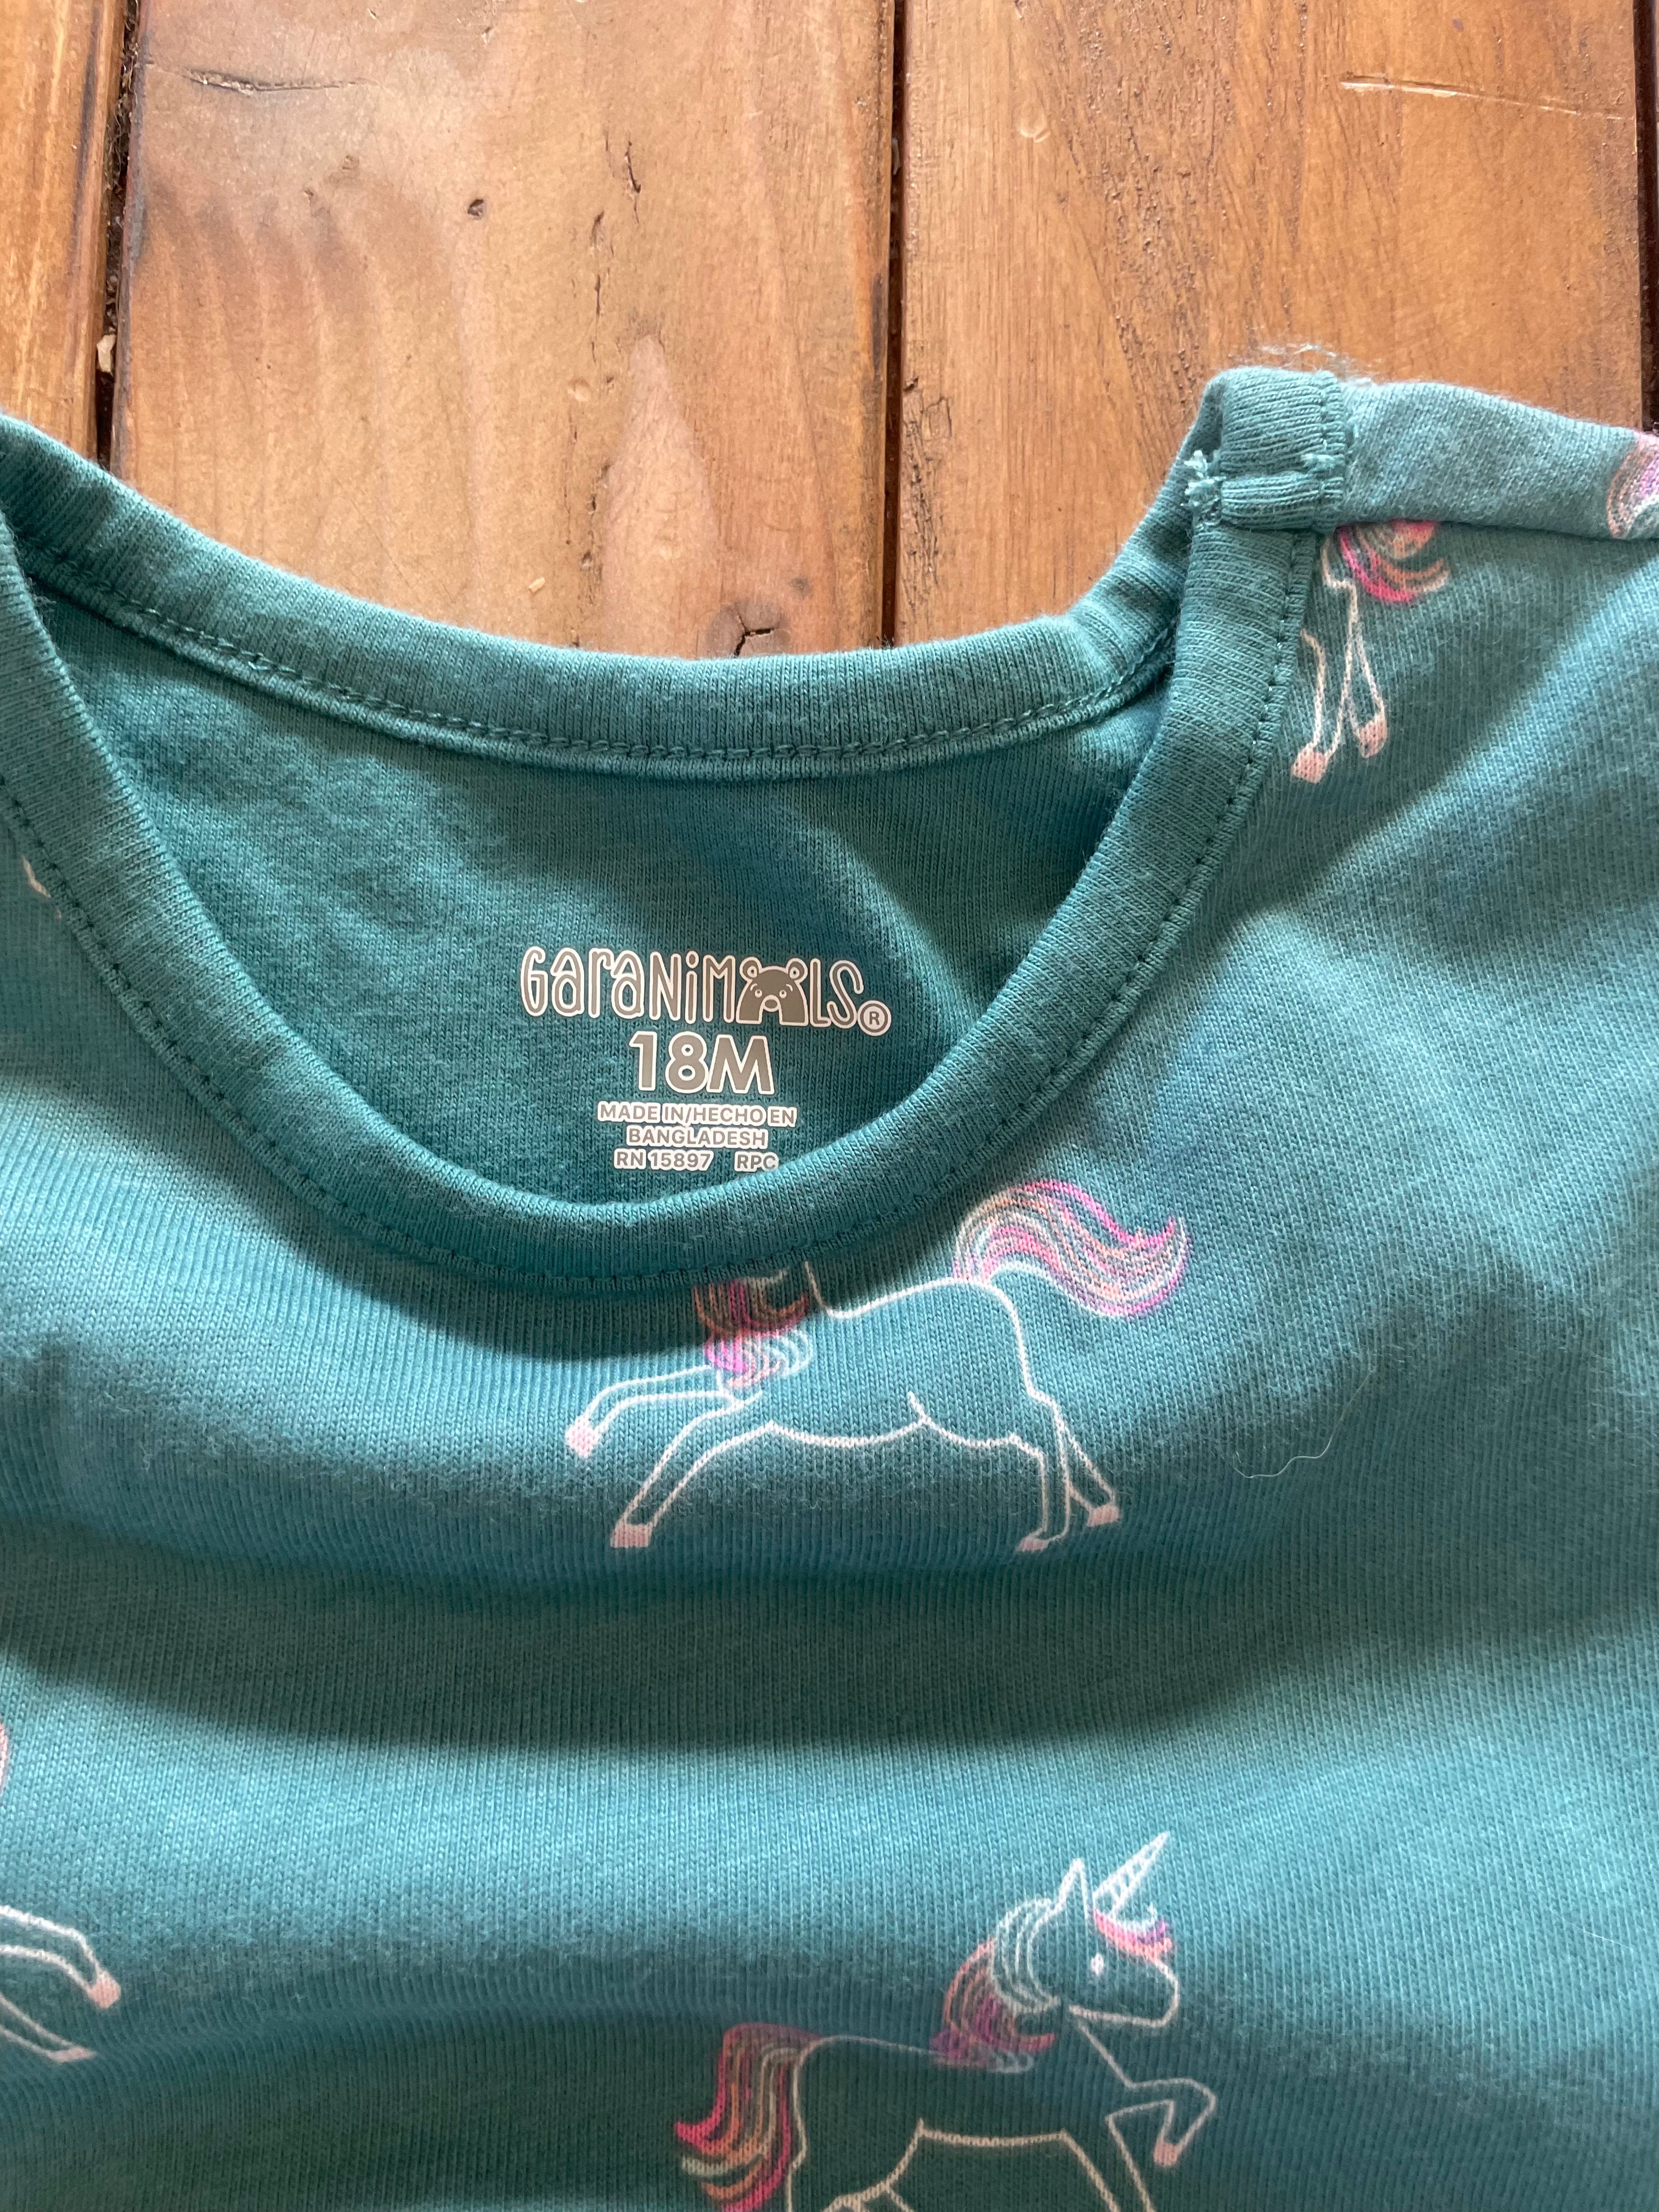 GARANIMALS®
18M
MADE IN/HECHO EN
BANGLADESH
RN 15897 RPC